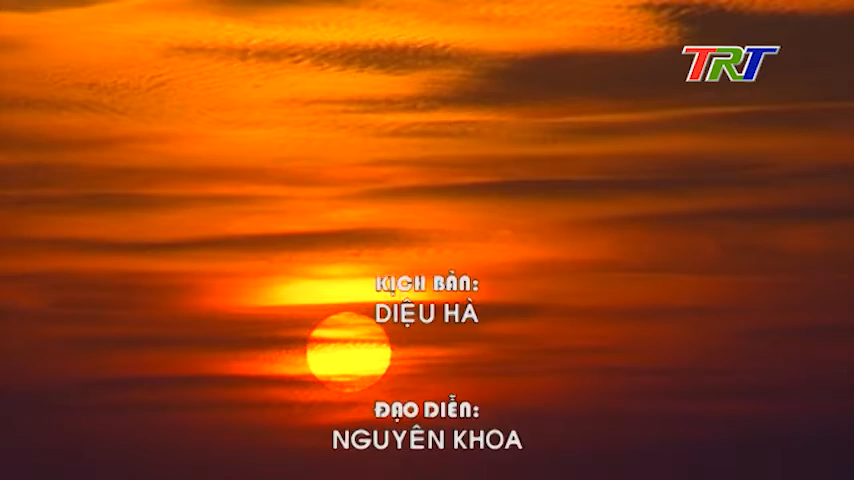 TRT
KỊCH BẢN:
DIỆU HÀ
ĐẠO DIỄN:
NGUYÊN KHOA